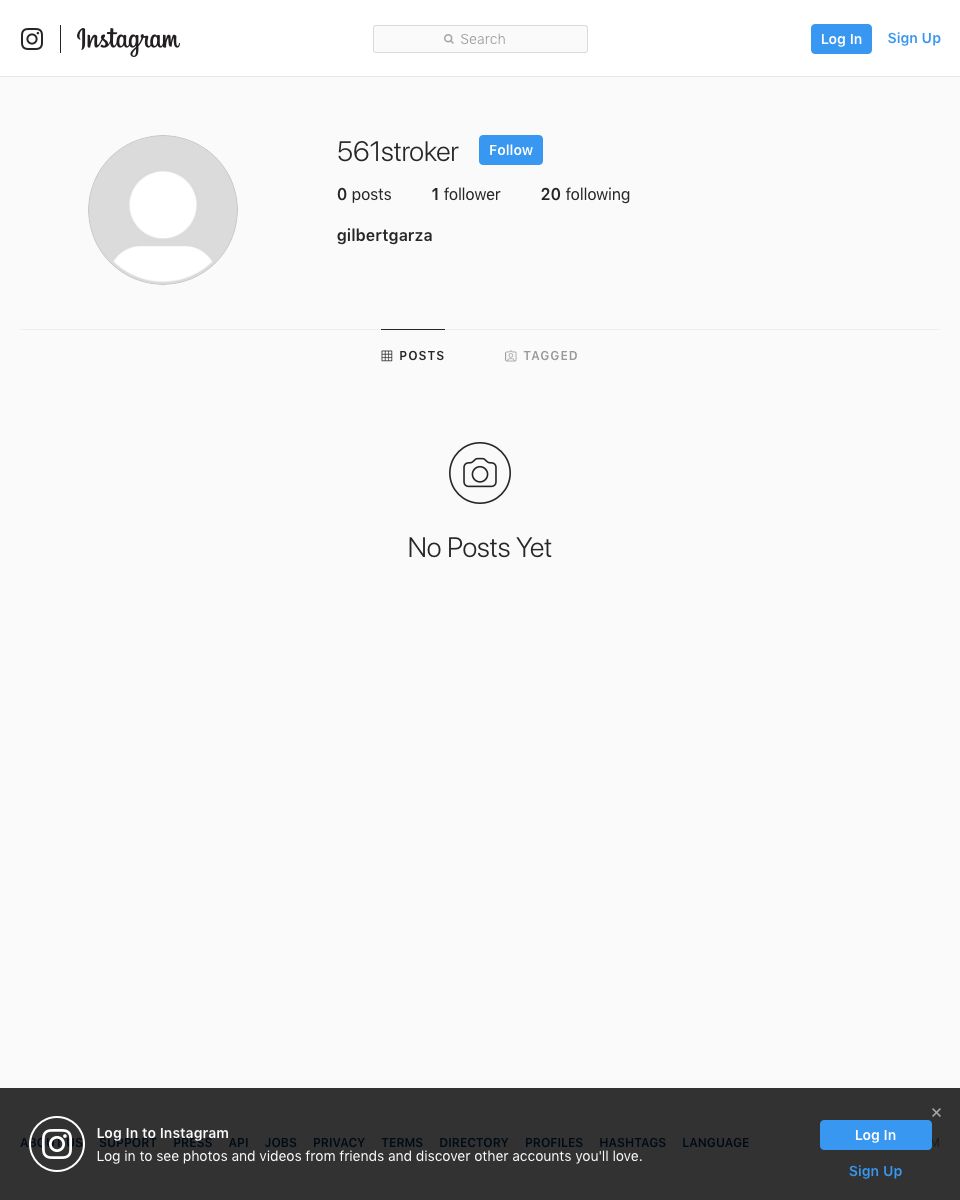 Instagram
Search
Log In
Sign Up
561stroker
Follow
0 posts
1 follower
20 following
gilbertgarza
POSTS
TAGGED
No Posts Yet
×
Log In to Instagram
Log in to see photos and videos from friends and discover other accounts you'll love.
SUPPORT PRESS API JOBS PRIVACY TERMS DIRECTORY PROFILES HASHTAGS LANGUAGE
Log In
Sign Up